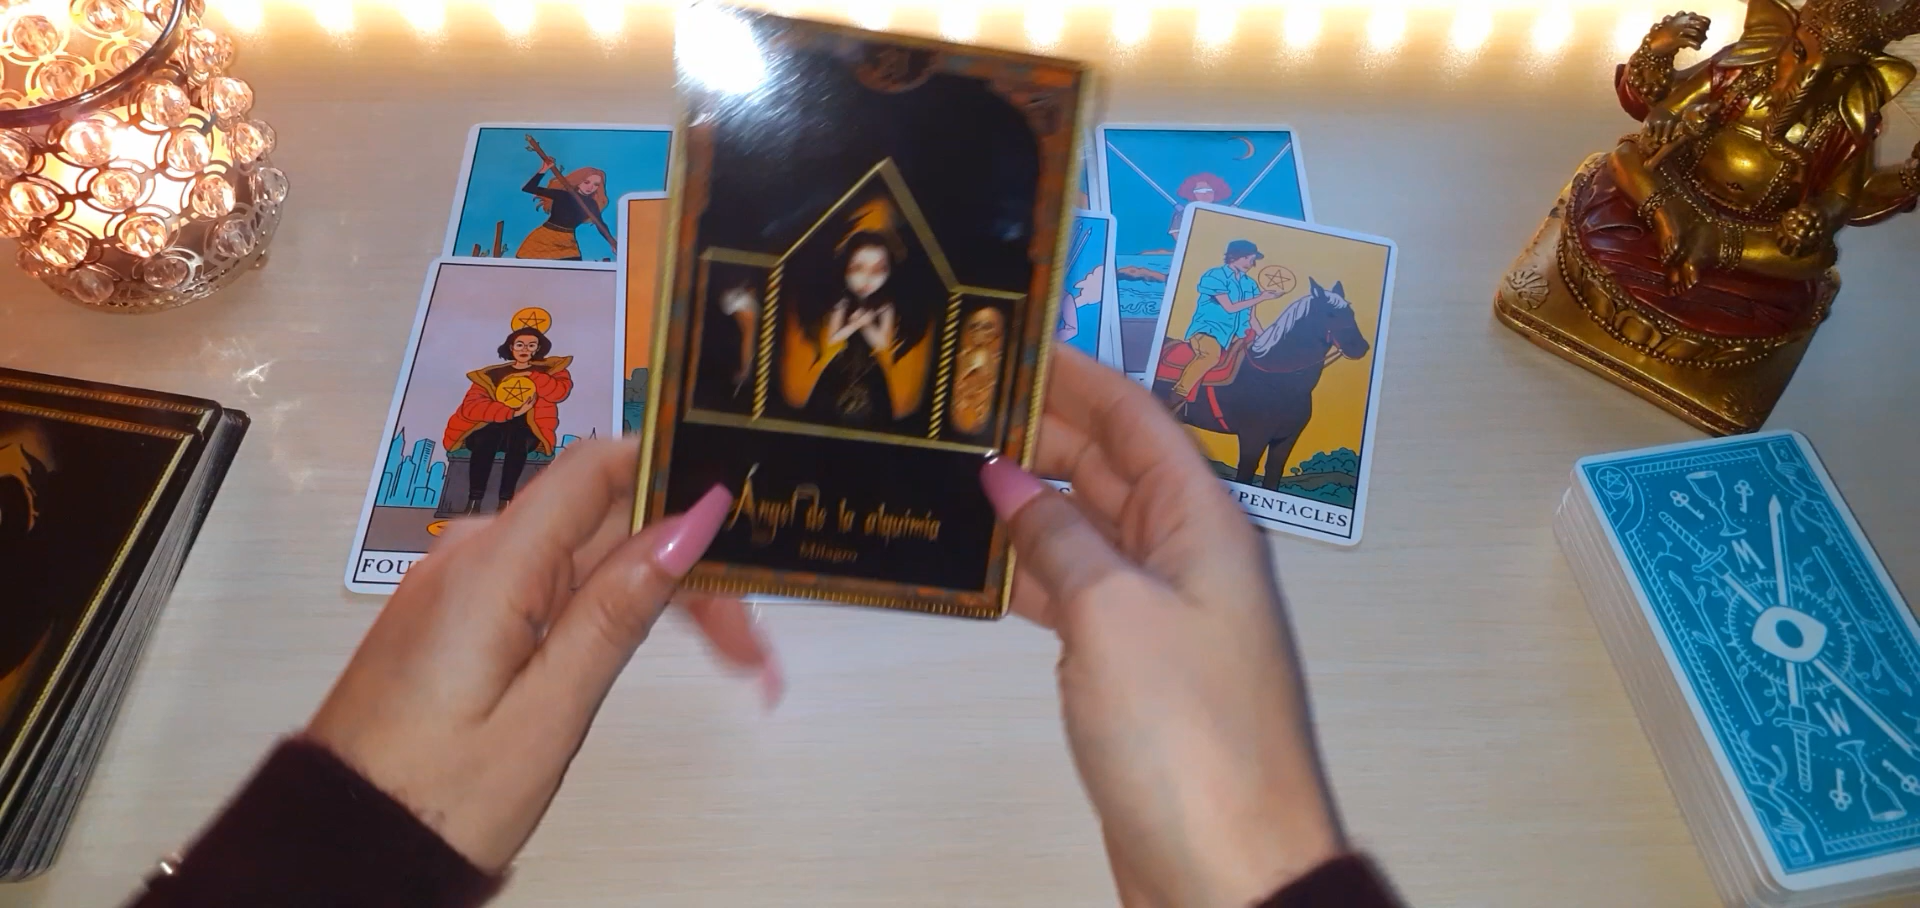 Ángel de la alquimia
Milagro
FOU
PENTACLES
M
W